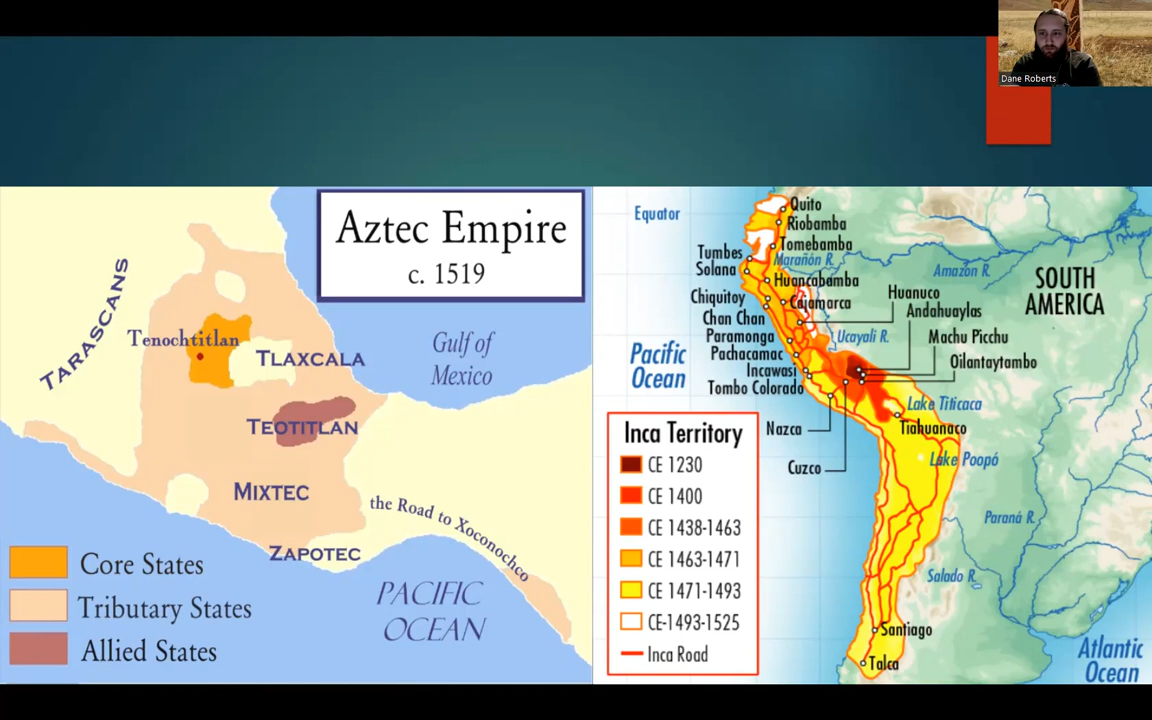 Dane Roberts
Aztec Empire
c. 1519
TARASCANS
Tenochtitlan
TLAXCALA
Gulf of
Mexico
TEOTITLAN
MIXTEC
the Road to Xoconochco
ZAPOTEC
PACIFIC
OCEAN
Core States
Tributary States
Allied States
Equator
Quito
Riobamba
Tomebamba
Tumbes
Marañón R.
Solana
Amazon R.
SOUTH
AMERICA
Huancabamba
Chiquitoy
Cajamarca
Huanuco
Andahuaylas
Chan Chan
Paramonga
Ucayali R.
Machu Picchu
Pacific
Ocean
Pachacamac
Oilantaytambo
Incawasi
Tombo Colorado
Lake Titicaca
Nazca
Tiahuanaco
Cuzco
Lake Poopó
Inca Territory
CE 1230
CE 1400
CE 1438-1463
CE 1463-1471
CE 1471-1493
CE-1493-1525
Inca Road
Paraná R.
Salado R.
Santiago
Talca
Atlantic
Ocean